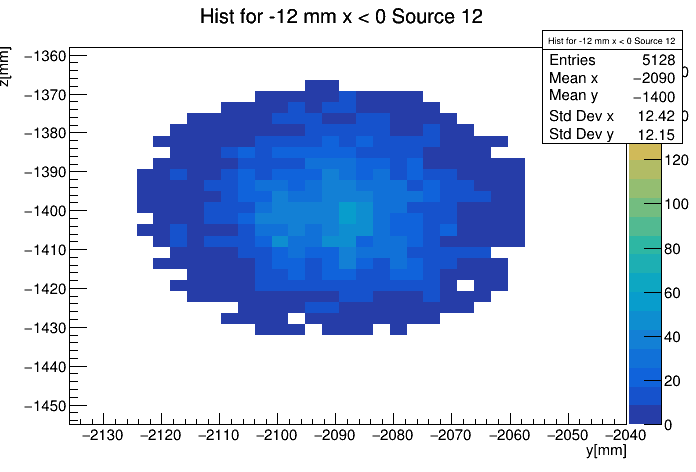 Hist for -12 mm x < 0 Source 12
z[mm]
Hist for -12 mm x < 0 Source 12
Entries 5128
Mean x −2090
Mean y −1400
Std Dev x 12.42
Std Dev y 12.15
−1360
−1370
−1380
−1390
−1400
−1410
−1420
−1430
−1440
−1450
120
100
80
60
40
20
0
−2130 −2120 −2110 −2100 −2090 −2080 −2070 −2060 −2050 −2040
y[mm]